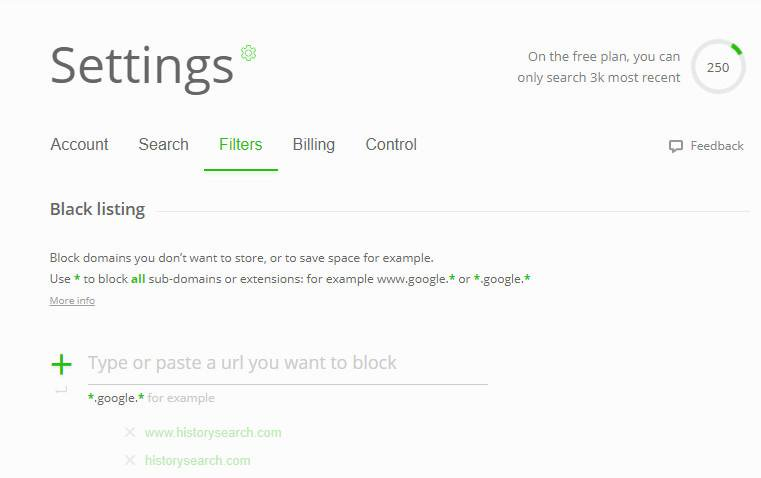 Settings
On the free plan, you can
only search 3k most recent
250
Account Search Filters Billing Control
Feedback
Black listing
Block domains you don't want to store, or to save space for example.
Use * to block all sub-domains or extensions: for example www.google.* or *.google.*
More info
Type or paste a url you want to block
*.google.* for example
www.historysearch.com
historysearch.com